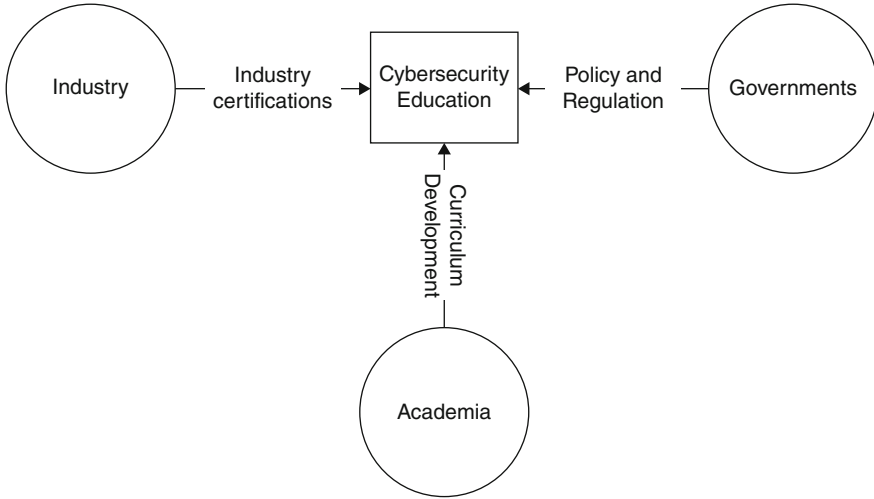 Industry
Industry
certifications
Cybersecurity
Education
Policy and
Regulation
Governments
Curriculum
Development
Academia